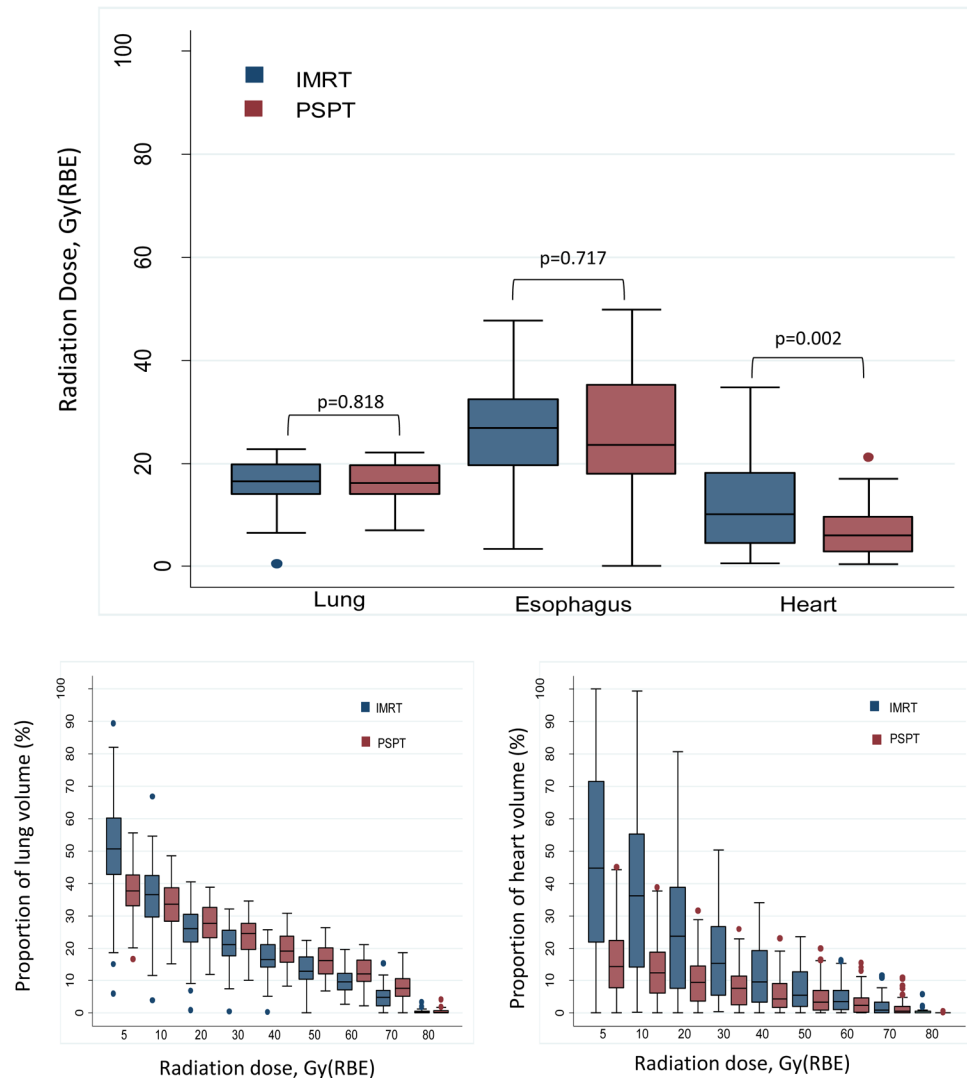 Radiation Dose, Gy(RBE)
100
80
60
40
20
0
IMRT
PSPT
p=0.818
p=0.717
p=0.002
Lung Esophagus Heart
Proportion of lung volume (%)
100
90
80
70
60
50
40
30
20
10
0
IMRT
PSPT
5 10 20 30 40 50 60 70 80
Radiation dose, Gy(RBE)
Proportion of heart volume (%)
100
90
80
70
60
50
40
30
20
10
0
IMRT
PSPT
5 10 20 30 40 50 60 70 80
Radiation dose, Gy(RBE)